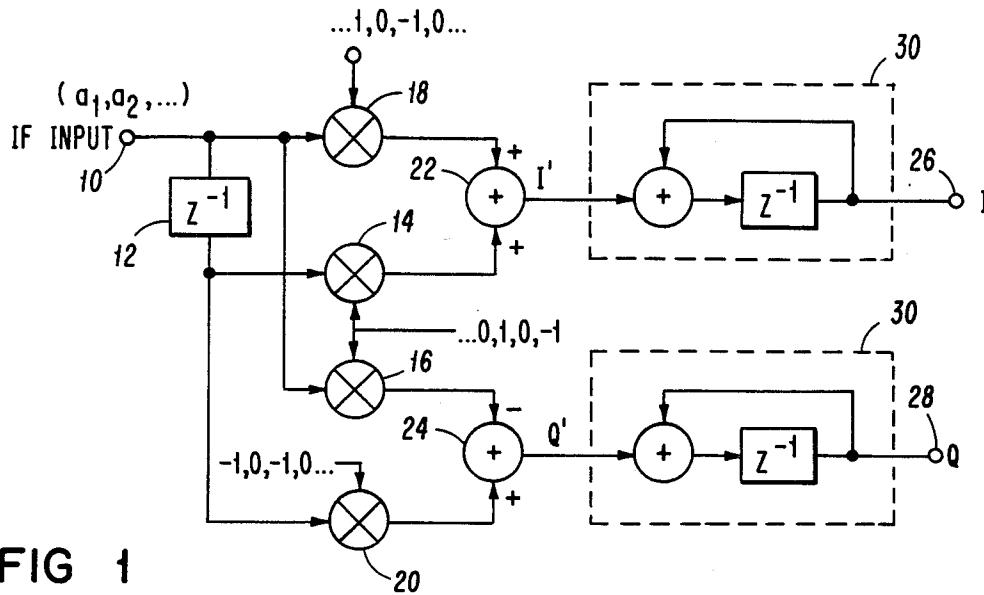 ...1,0,-1,0...
30
(a₁,a₂,...)
18
IF INPUT
10
+
22
+
I'
+
Z⁻¹
26
I
12
Z⁻¹
14
+
...0,1,0,-1
30
16
-
24
+
Q'
+
Z⁻¹
28
Q
-1,0,-1,0...
+
20
FIG 1